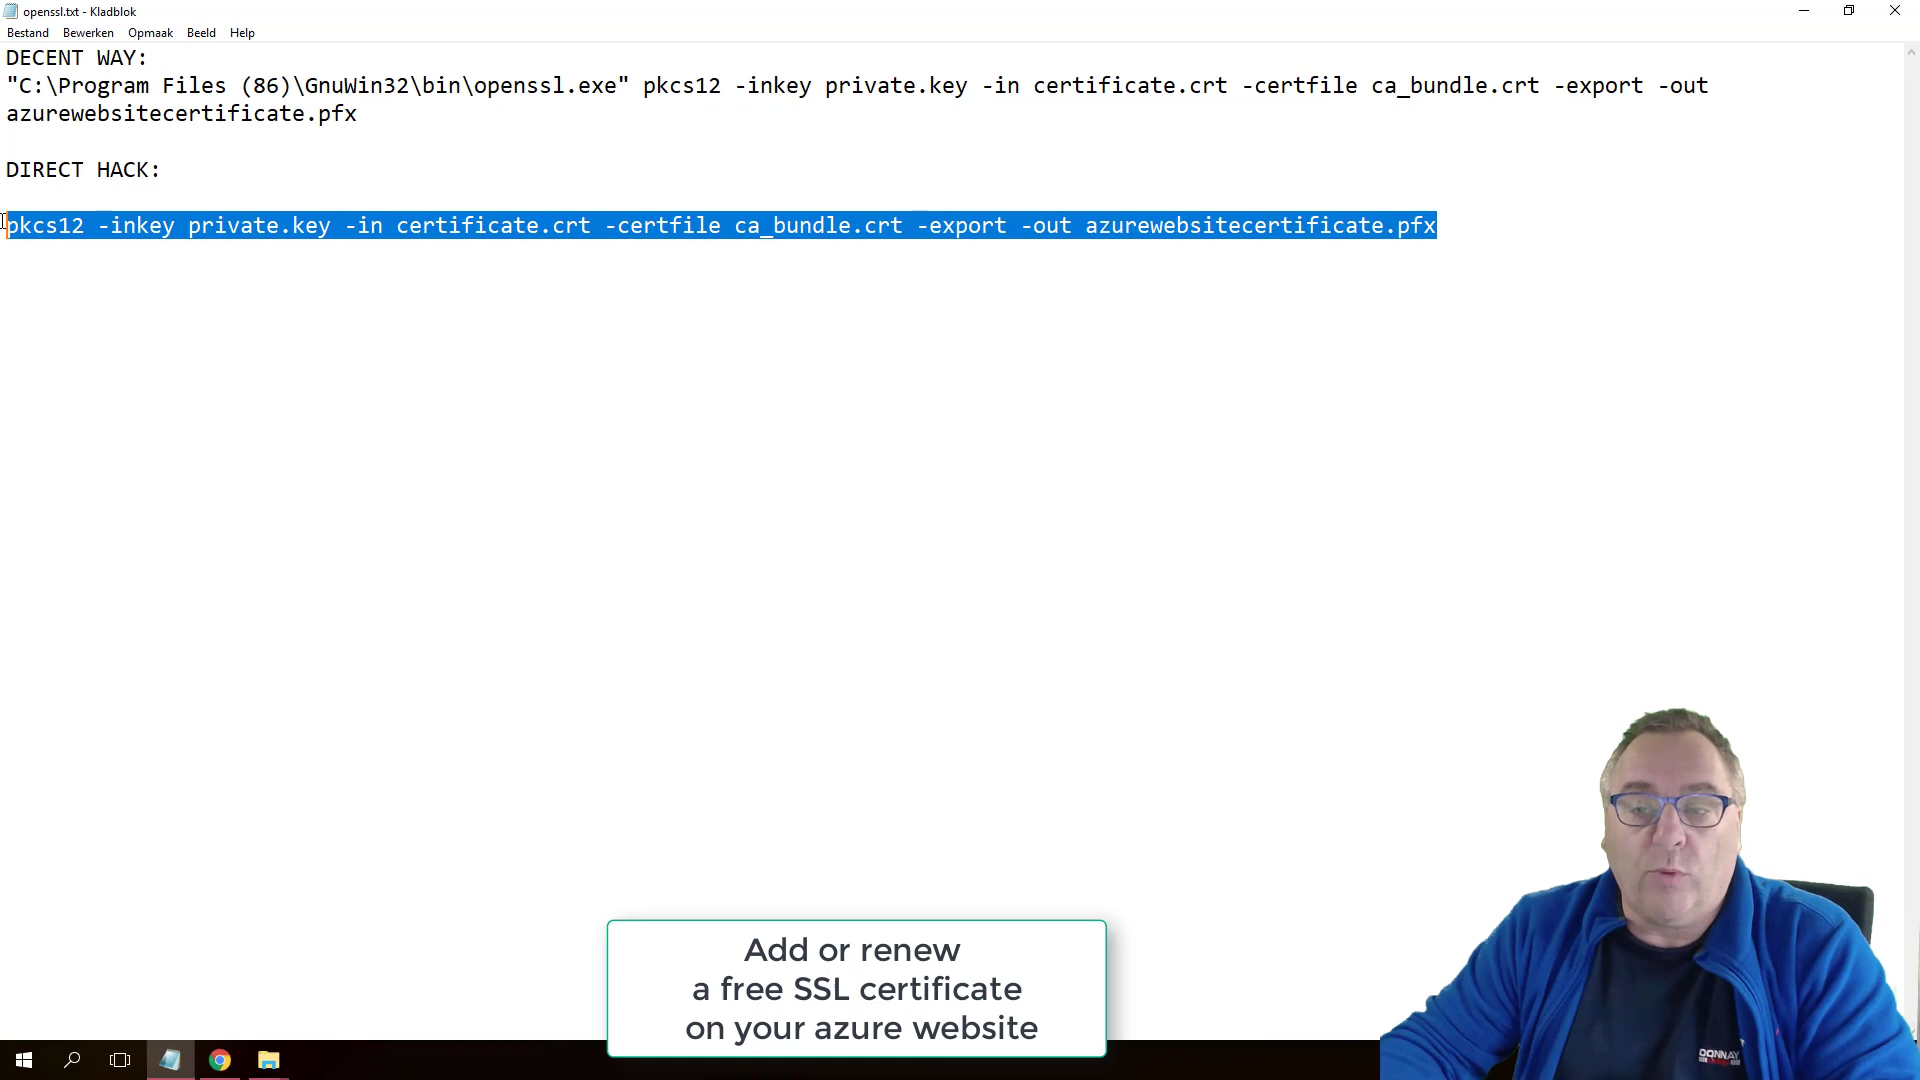 openssl.txt - Kladblok
Bestand Bewerken Opmaak Beeld Help
DECENT WAY:
"C:\Program Files (86)\GnuWin32\bin\openssl.exe" pkcs12 -inkey private.key -in certificate.crt -certfile ca_bundle.crt -export -out
azurewebsitecertificate.pfx
DIRECT HACK:
pkcs12 -inkey private.key -in certificate.crt -certfile ca_bundle.crt -export -out azurewebsitecertificate.pfx
Add or renew
a free SSL certificate
on your azure website
DONNAY